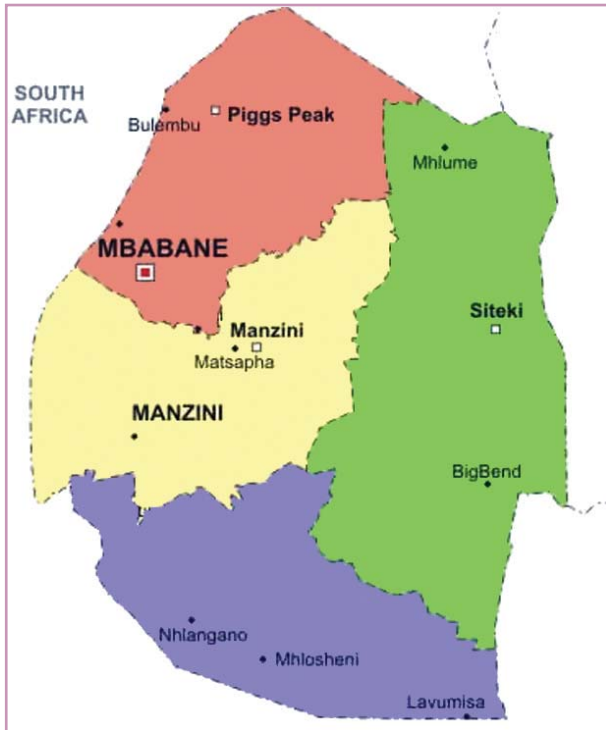 SOUTH
AFRICA
Bulembu
Piggs Peak
Mhlume
MBABANE
Siteki
Manzini
Matsapha
MANZINI
BigBend
Nhlangano
Mhlosheni
Lavumisa